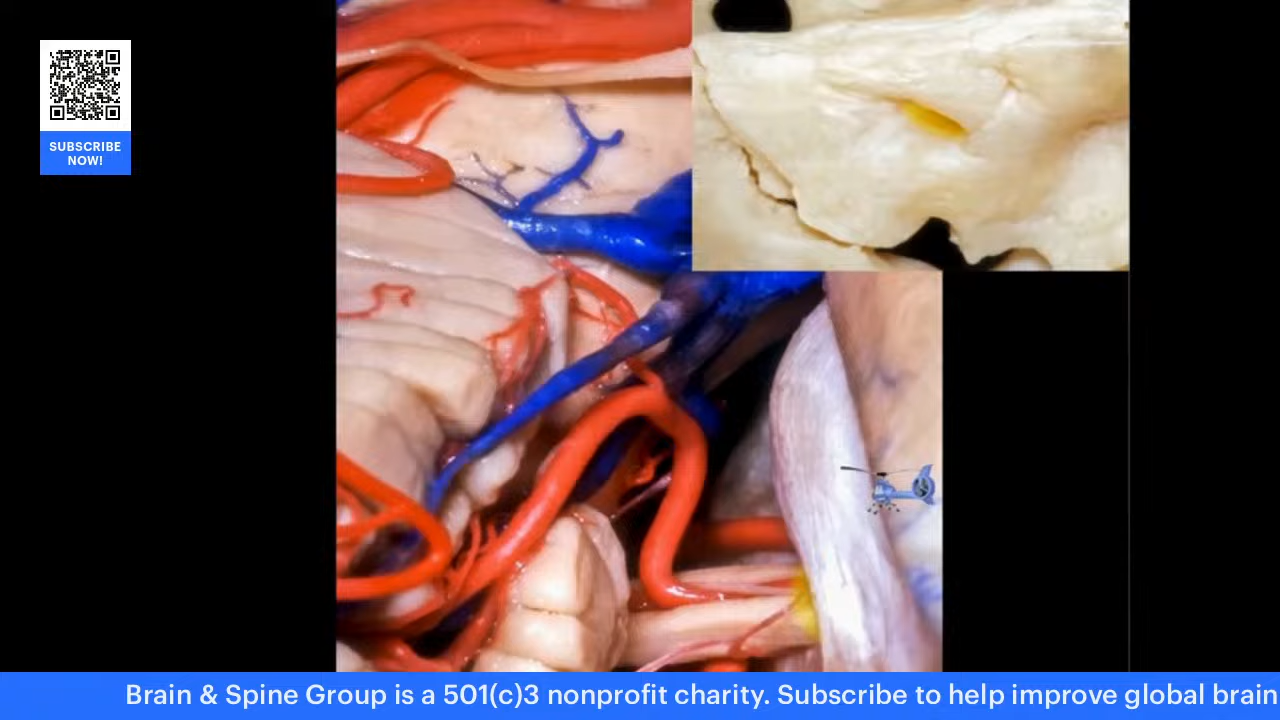 SUBSCRIBE
NOW!
Brain & Spine Group is a 501(c)3 nonprofit charity. Subscribe to help improve global brain